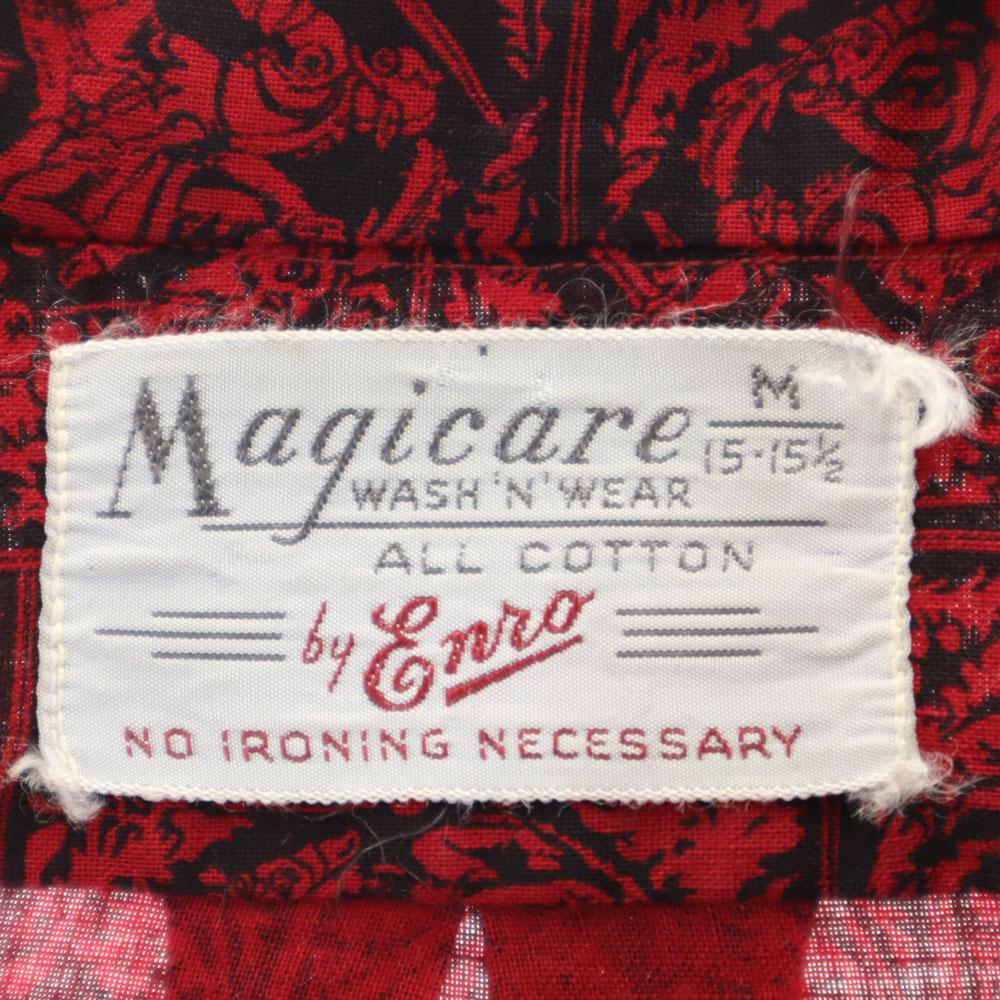 Magicare
M
15-15½
WASH 'N' WEAR
ALL COTTON
by Enro
NO IRONING NECESSARY